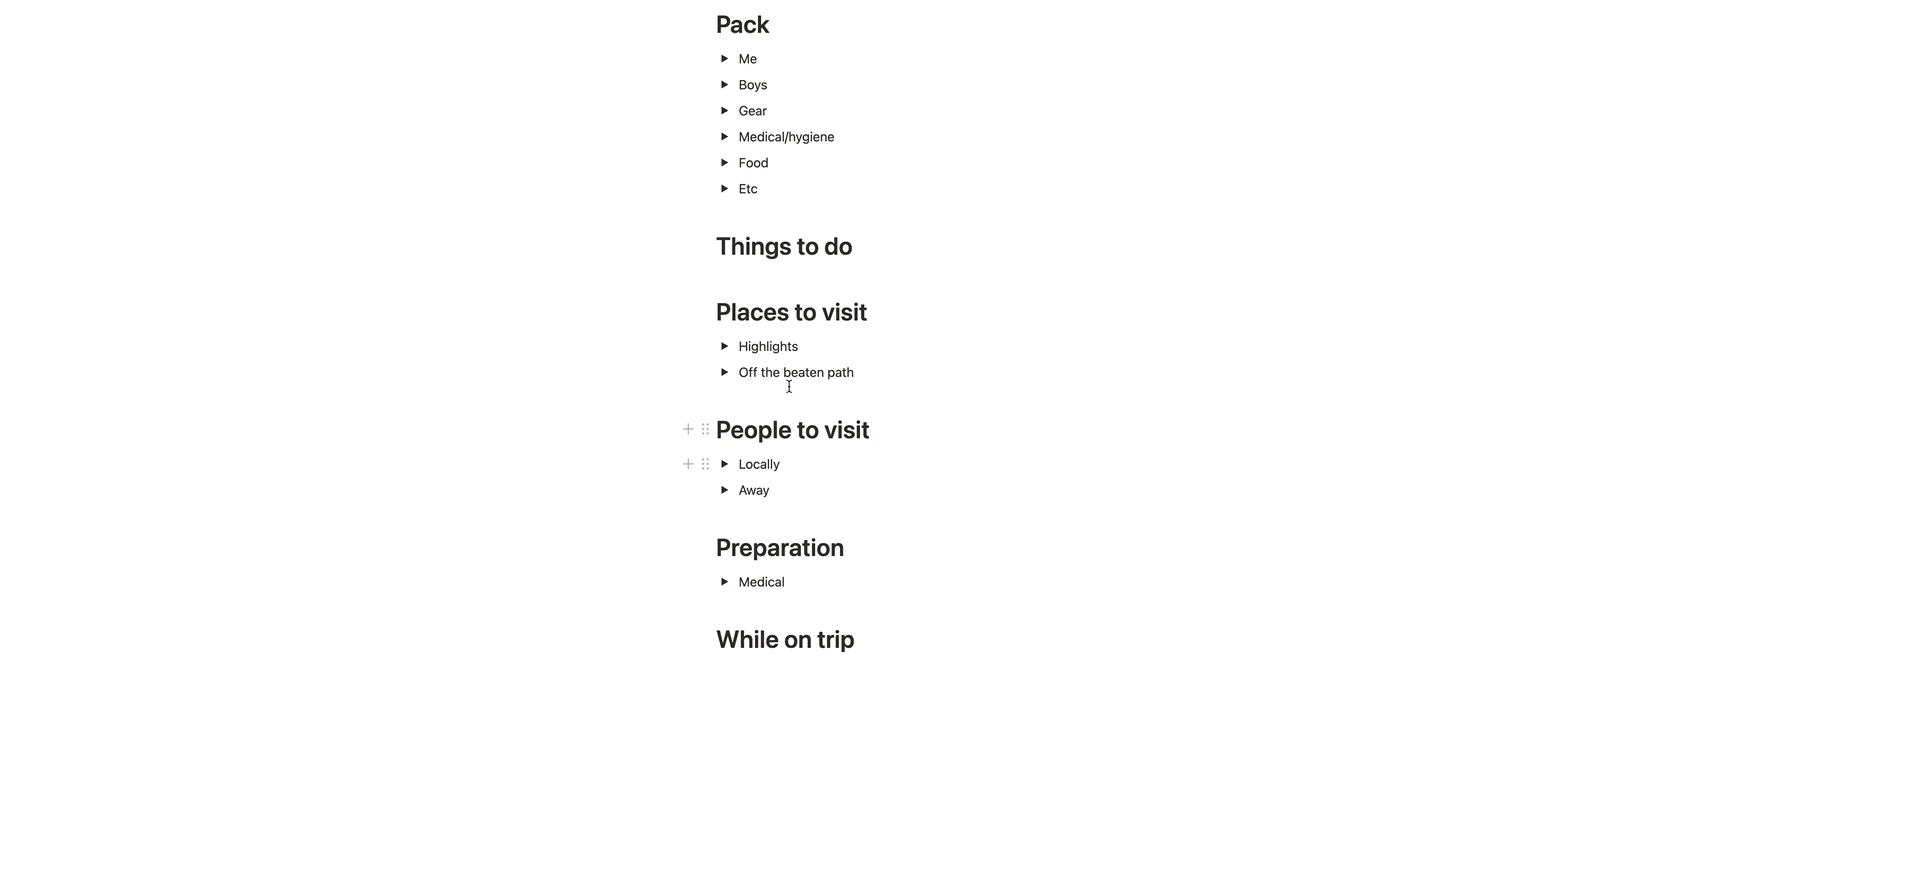 Pack
Me
Boys
Gear
Medical/hygiene
Food
Etc
Things to do
Places to visit
Highlights
Off the beaten path
People to visit
Locally
Away
Preparation
Medical
While on trip